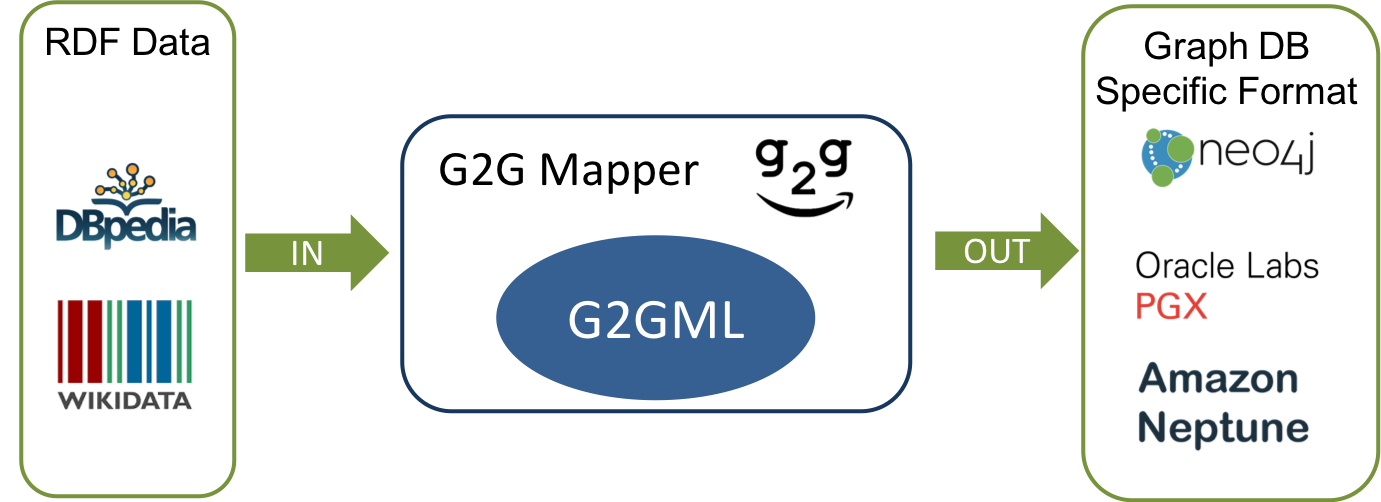 RDF Data
DBpedia
WIKIDATA
IN
G2G Mapper
g2g
G2GML
OUT
Graph DB
Specific Format
neo4j
Oracle Labs
PGX
Amazon
Neptune